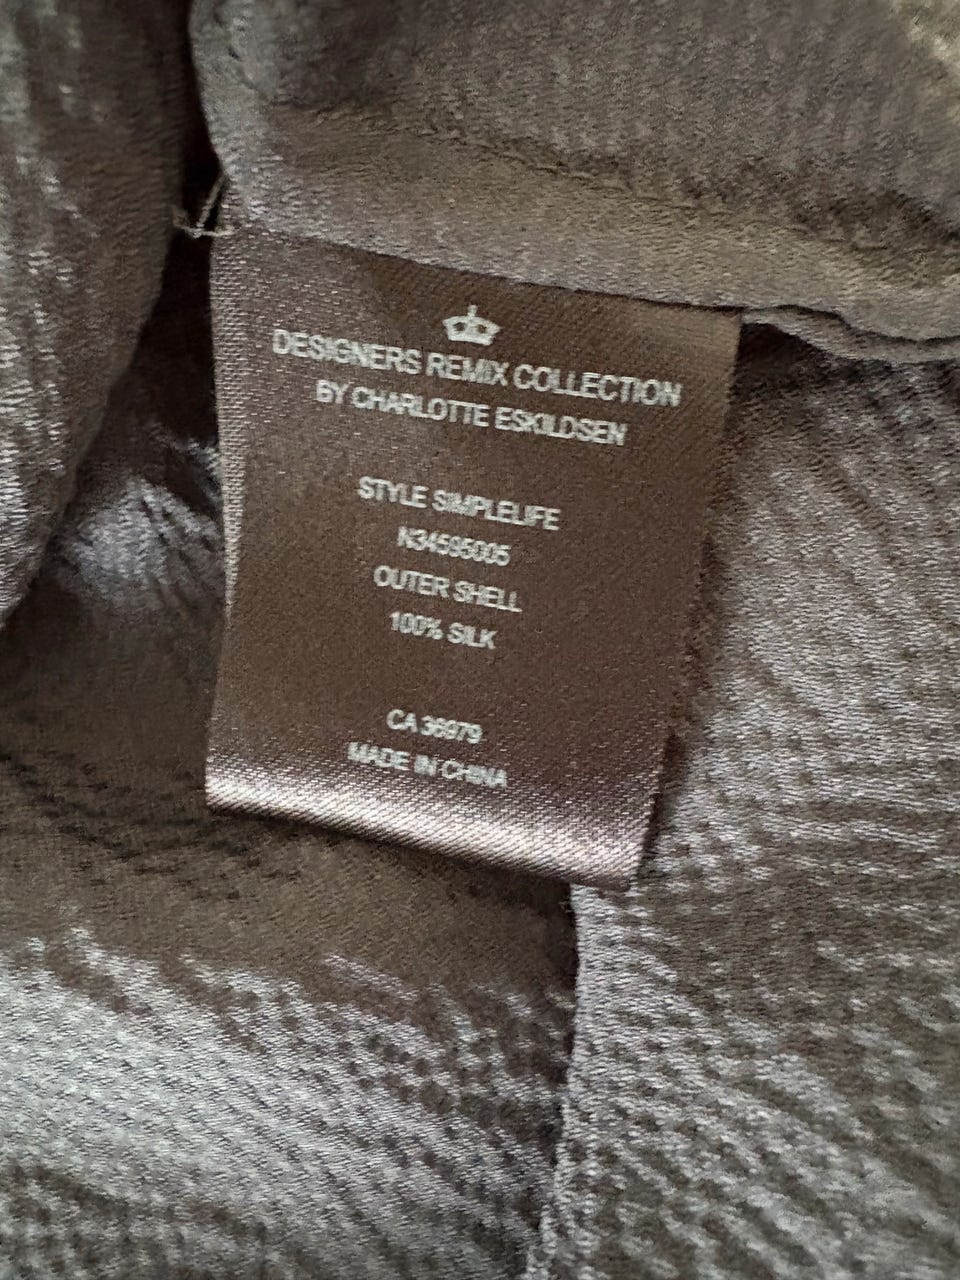 DESIGNERS REMIX COLLECTION
BY CHARLOTTE ESKILDSEN
STYLE SIMPLELIFE
N34595005
OUTER SHELL
100% SILK
CA 36979
MADE IN CHINA